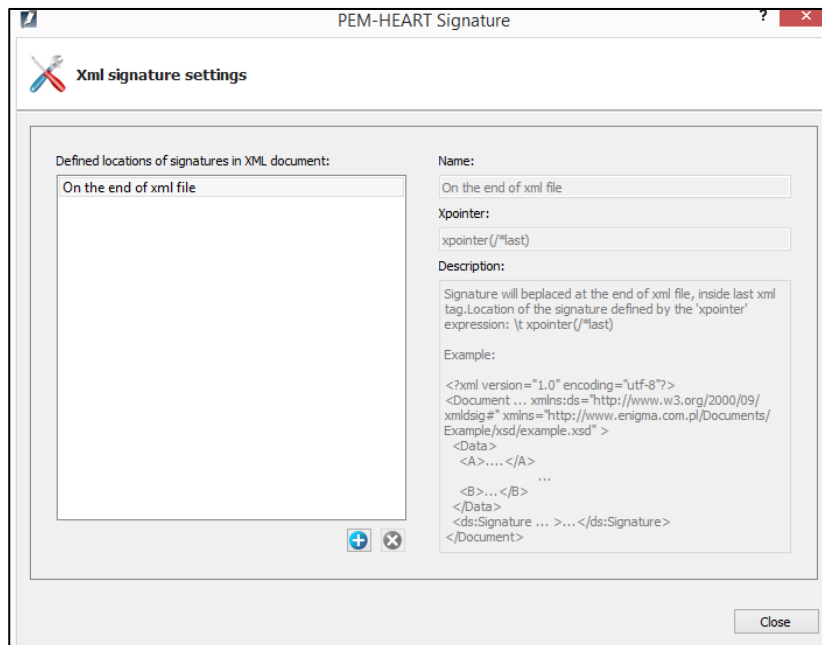 PEM-HEART Signature
?
Xml signature settings
Defined locations of signatures in XML document:
On the end of xml file
Name:
On the end of xml file
Xpointer:
xpointer(/*last)
Description:
Signature will beplaced at the end of xml file, inside last xml
tag.Location of the signature defined by the 'xpointer'
expression: \t xpointer(/*last)
Example:
<?xml version="1.0" encoding="utf-8"?>
<Document ... xmlns:ds="http://www.w3.org/2000/09/
xmldsig#" xmlns="http://www.enigma.com.pl/Documents/
Example/xsd/example.xsd" >
<Data>
<A>....</A>
...
<B>...</B>
</Data>
<ds:Signature ... >...</ds:Signature>
</Document>
Close